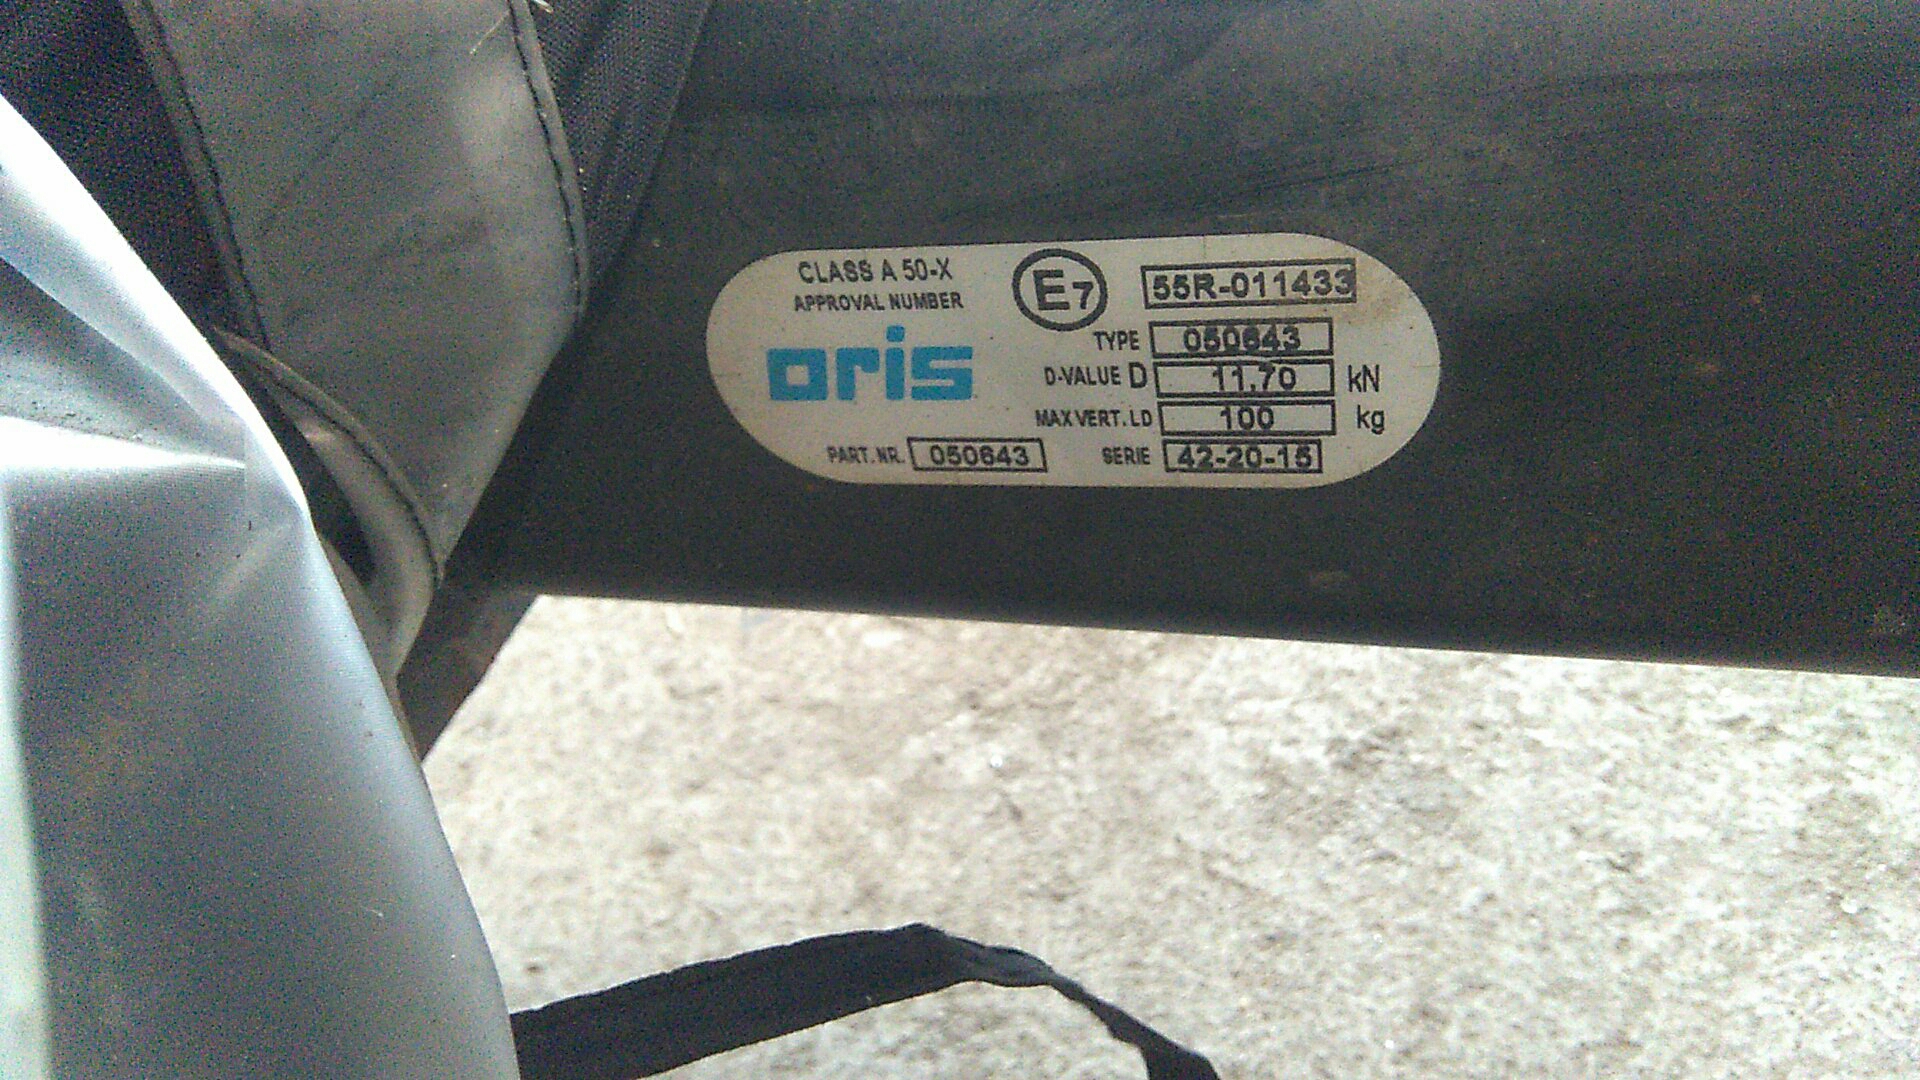 CLASS A 50-X
APPROVAL NUMBER
E7
55R-011433
oris
TYPE 050643
D-VALUE D 11.70 kN
MAX VERT. LD 100 kg
PART. NR. 050643
SERIE 42-20-15